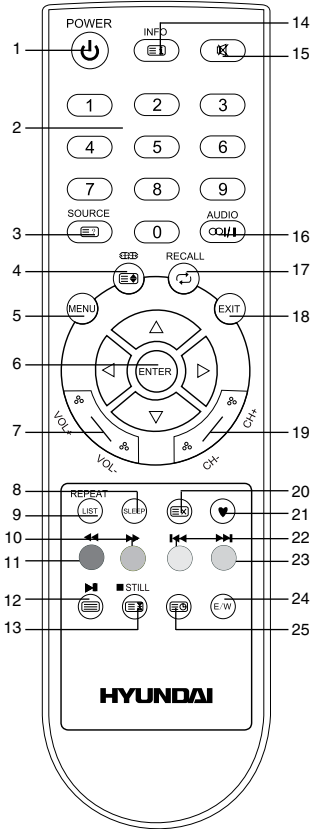 POWER
INFO
14
1
15
1 2 3
2
4 5 6
7 8 9
SOURCE
AUDIO
3
0
16
I/II
RECALL
4
17
5
MENU
EXIT
18
6
ENTER
7
VOL+
VOL-
CH+
CH-
19
8
20
REPEAT
9
LIST
SLEEP
21
10
22
11
23
STILL
12
E/W
24
13
25
HYUNDAI